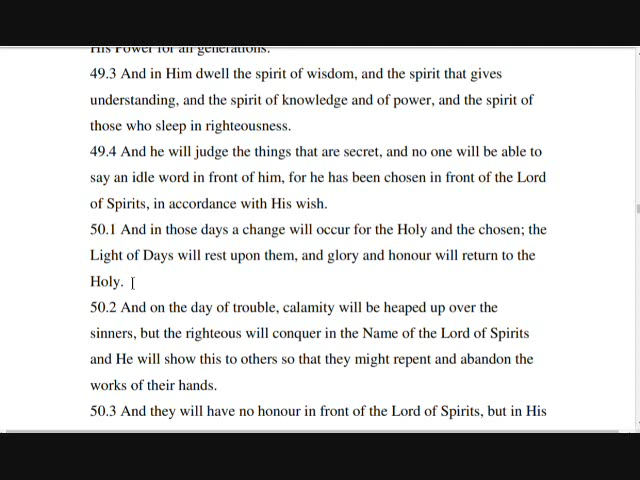 His Power for all generations.
49.3 And in Him dwell the spirit of wisdom, and the spirit that gives
understanding, and the spirit of knowledge and of power, and the spirit of
those who sleep in righteousness.
49.4 And he will judge the things that are secret, and no one will be able to
say an idle word in front of him, for he has been chosen in front of the Lord
of Spirits, in accordance with His wish.
50.1 And in those days a change will occur for the Holy and the chosen; the
Light of Days will rest upon them, and glory and honour will return to the
Holy.
50.2 And on the day of trouble, calamity will be heaped up over the
sinners, but the righteous will conquer in the Name of the Lord of Spirits
and He will show this to others so that they might repent and abandon the
works of their hands.
50.3 And they will have no honour in front of the Lord of Spirits, but in His